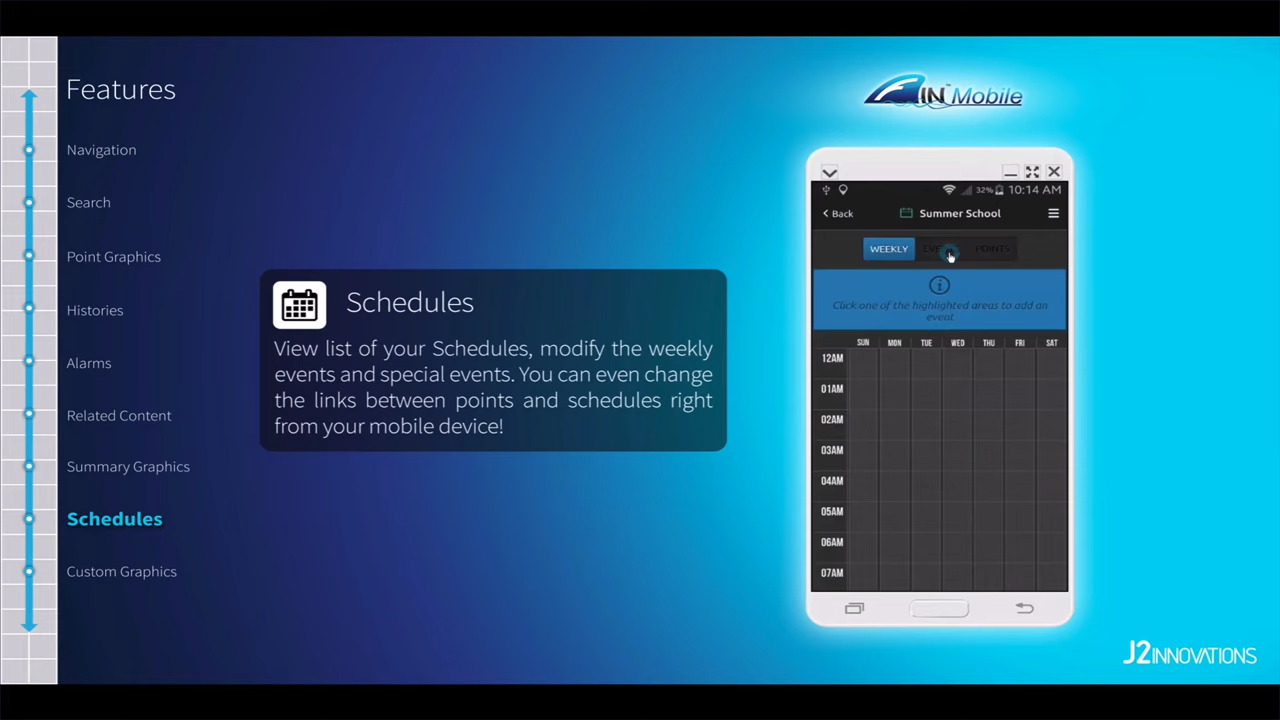 Features
Navigation
Search
Point Graphics
Histories
Alarms
Related Content
Summary Graphics
Schedules
Custom Graphics
Schedules
View list of your Schedules, modify the weekly
events and special events. You can even change
the links between points and schedules right
from your mobile device!
FIN™ Mobile
32% 10:14 AM
Back Summer School
WEEKLY POINTS
Click one of the highlighted areas to add an
event
SUN MON TUE WED THU FRI SAT
12AM
01AM
02AM
03AM
04AM
05AM
06AM
07AM
J2INNOVATIONS